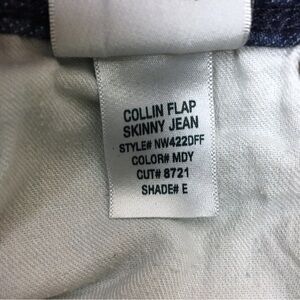 COLLIN FLAP
SKINNY JEAN
STYLE# NW422DFF
COLOR# MDY
CUT# 8721
SHADE# E